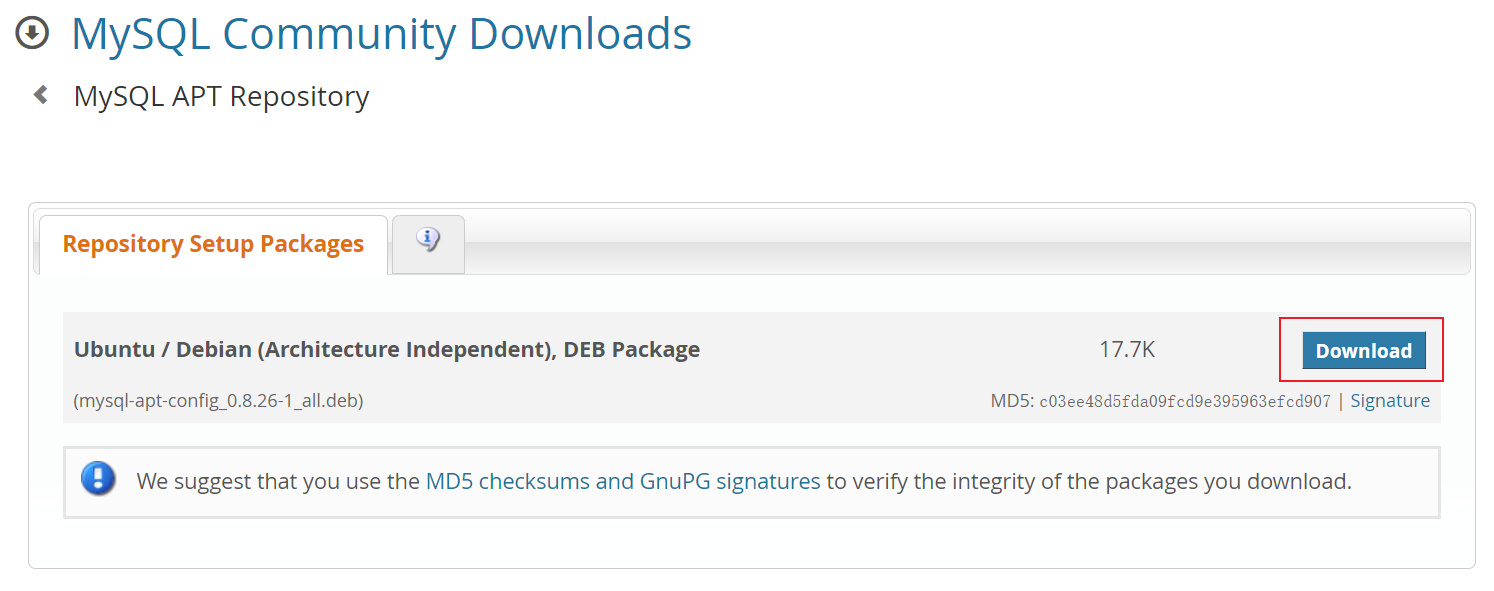 MySQL Community Downloads
MySQL APT Repository
Repository Setup Packages
Ubuntu / Debian (Architecture Independent), DEB Package 17.7K Download
(mysql-apt-config_0.8.26-1_all.deb) MD5: c03ee48d5fda09fcd9e395963efcd907 | Signature
We suggest that you use the MD5 checksums and GnuPG signatures to verify the integrity of the packages you download.